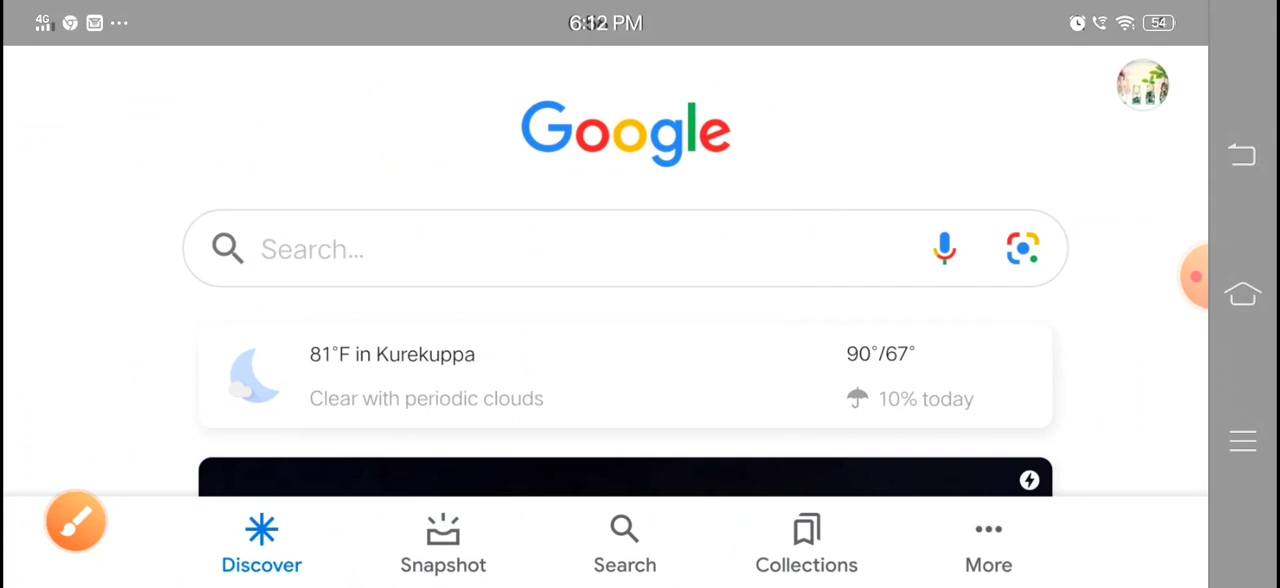 4G 6:12 PM 54
Google
Search...
81°F in Kurekuppa 90°/67°
Clear with periodic clouds 10% today
Discover Snapshot Search Collections More